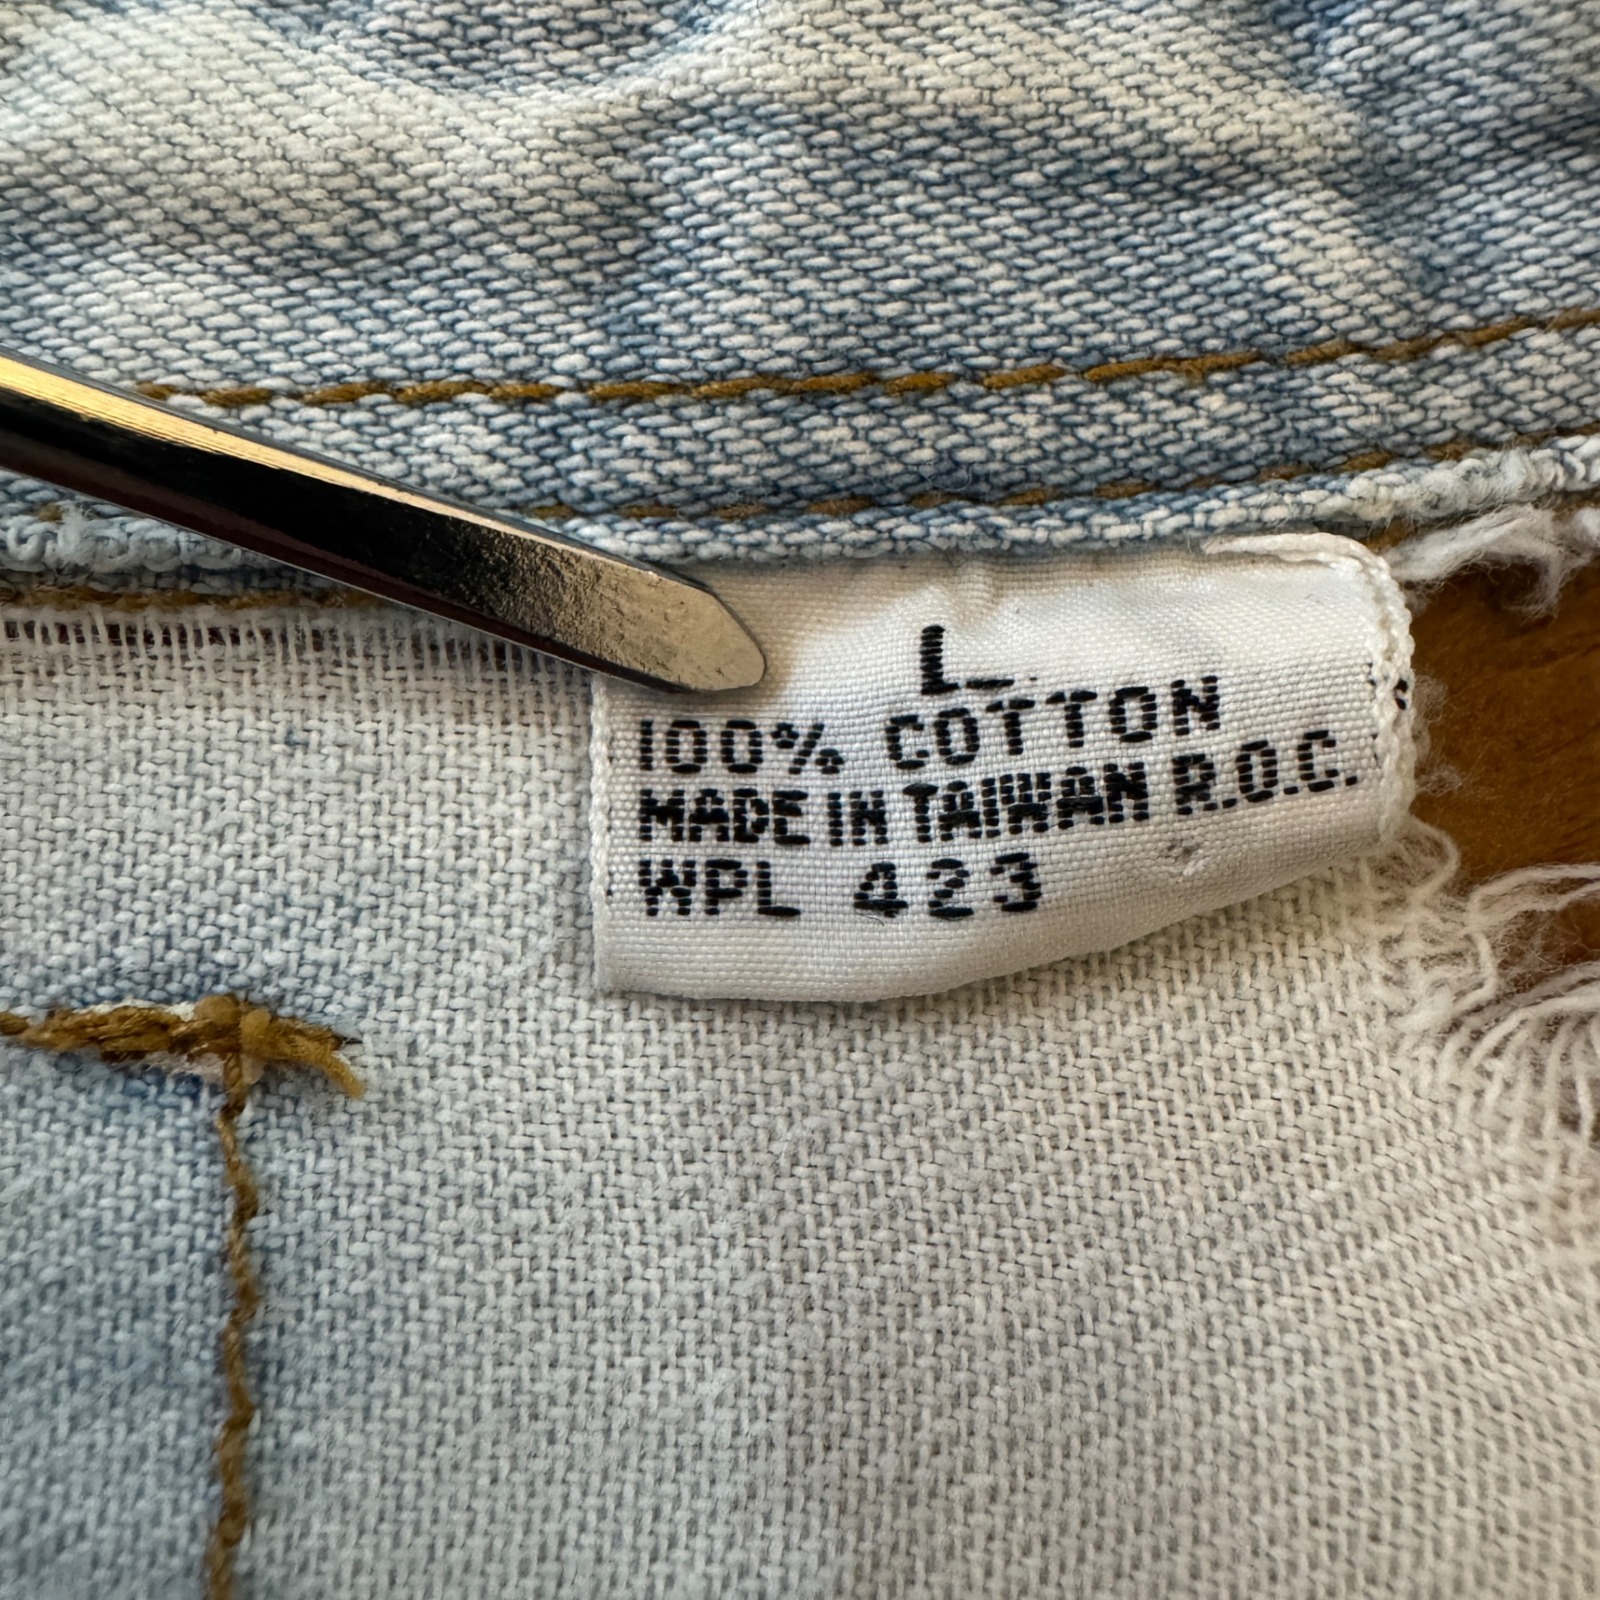 L
100% COTTON
MADE IN TAIWAN R.O.C.
WPL 423